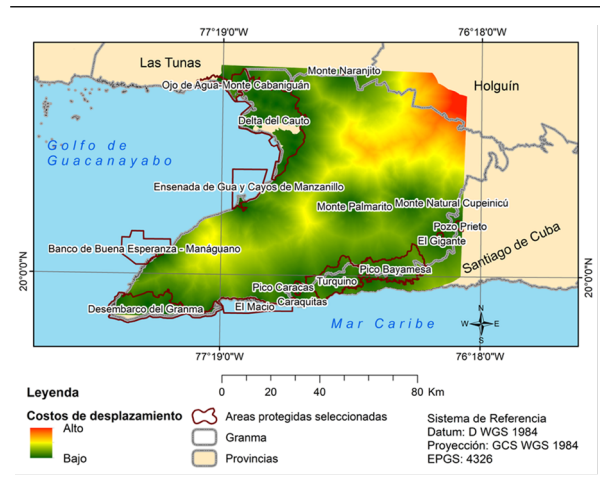 77°19'0"W
76°18'0"W
Las Tunas
Monte Naranjito
Ojo de Agua-Monte Cabaniguán
Holguín
Delta del Cauto
Golfo de
Guacanayabo
Ensenada de Gua y Cayos de Manzanillo
Monte Palmarito
Monte Natural Cupeinicú
Pozo Prieto
El Gigante
Santiago de Cuba
Banco de Buena Esperanza - Manáguano
Pico Bayamesa
Turquino
Pico Caracas
20°0'0"N
20°0'0"N
Desembarco del Granma
El Macio
Caraquitas
Mar Caribe
N
W
E
S
77°19'0"W
76°18'0"W
0 20 40 80 Km
Leyenda
Costos de desplazamiento
Alto
Bajo
Areas protegidas seleccionadas
Granma
Provincias
Sistema de Referencia
Datum: D WGS 1984
Proyección: GCS WGS 1984
EPGS: 4326